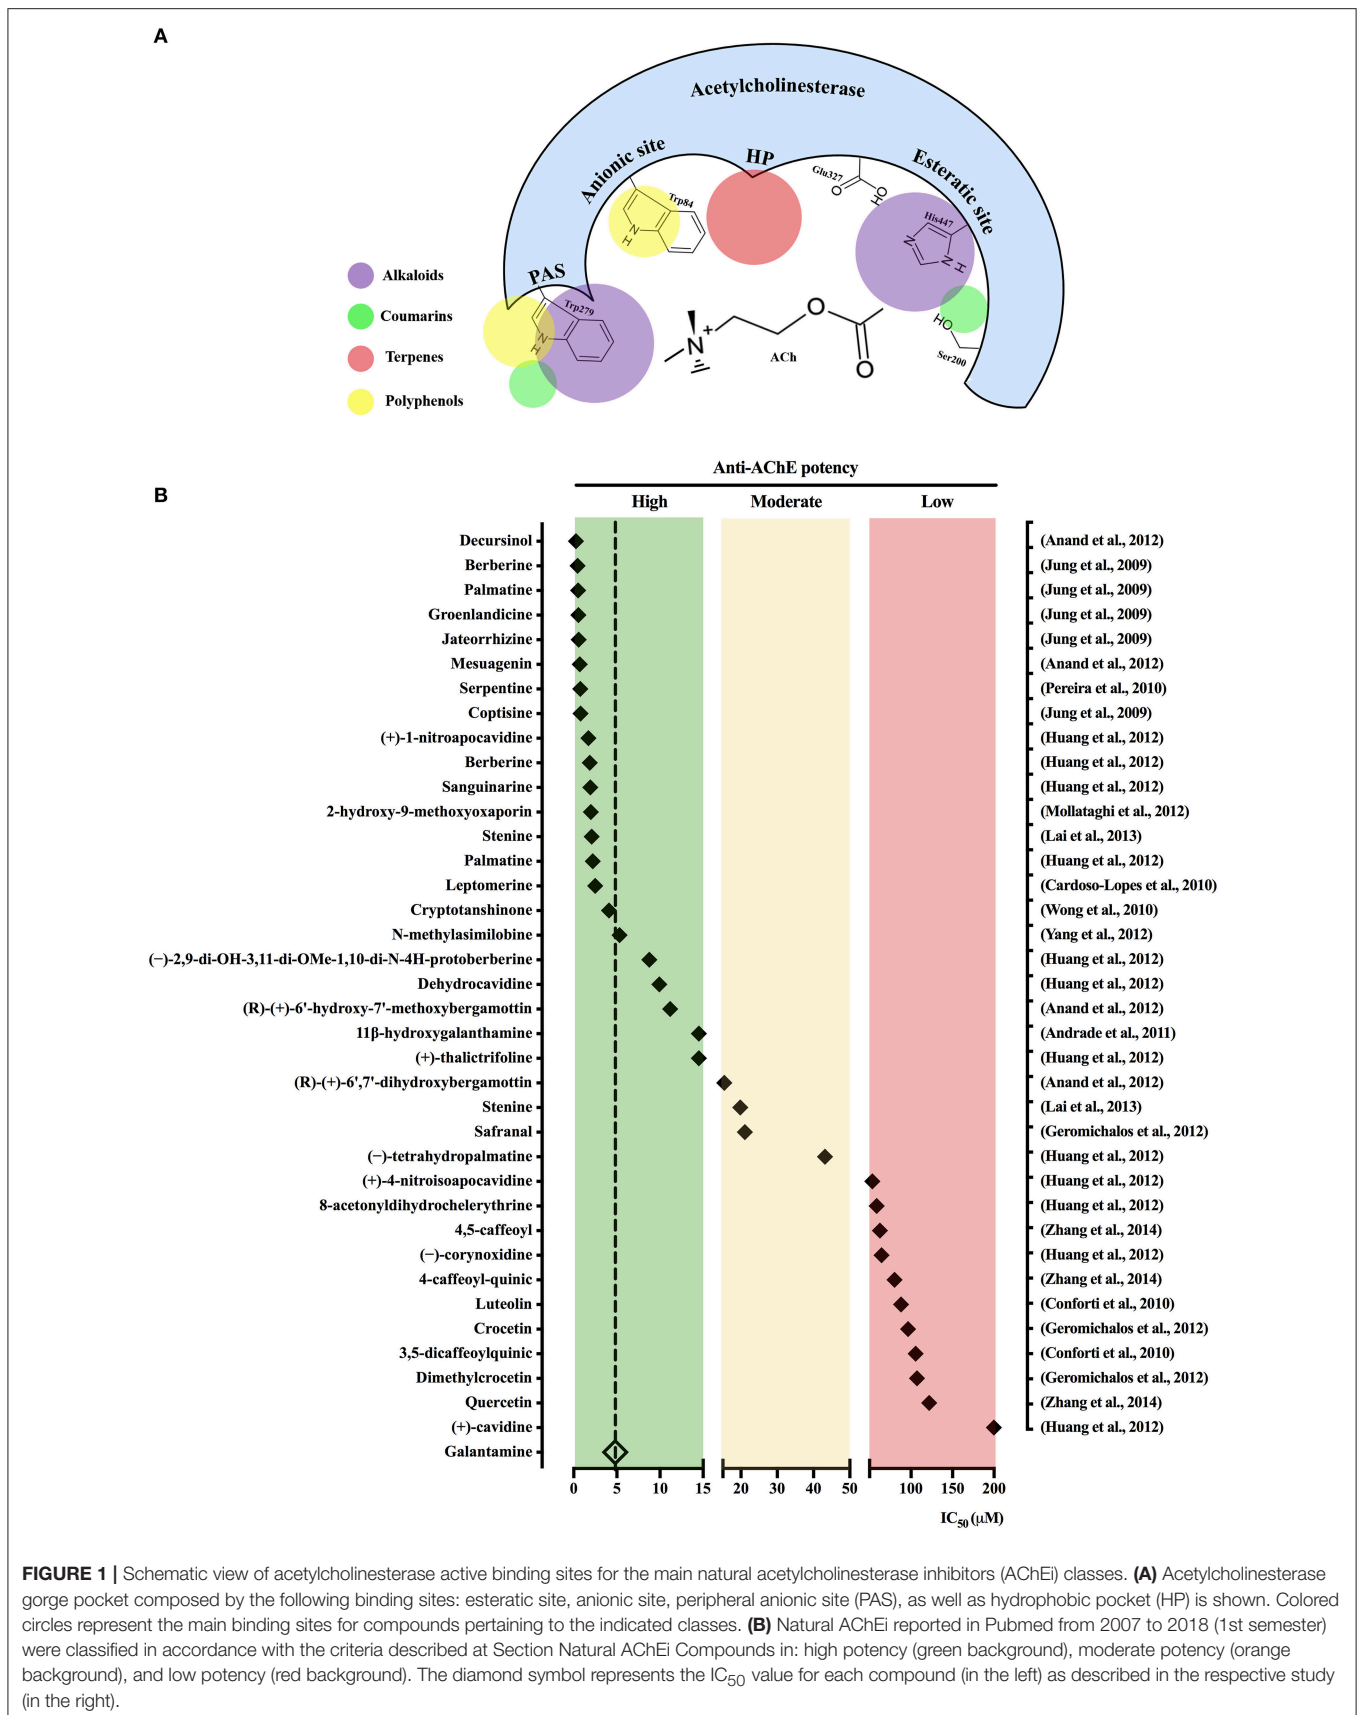 A
Acetylcholinesterase
Anionic site
HP
Esteratic site
Glu327
O
OH
Trp84
N
H
His447
N
N
H
PAS
Trp279
N
H
Alkaloids
Coumarins
Terpenes
Polyphenols
N+
O
O
ACh
HO
Ser200
Anti-AChE potency
B
High Moderate Low
Decursinol (Anand et al., 2012)
Berberine (Jung et al., 2009)
Palmatine (Jung et al., 2009)
Groenlandicine (Jung et al., 2009)
Jateorrhizine (Jung et al., 2009)
Mesuagenin (Anand et al., 2012)
Serpentine (Pereira et al., 2010)
Coptisine (Jung et al., 2009)
(+)-1-nitroapocavidine (Huang et al., 2012)
Berberine (Huang et al., 2012)
Sanguinarine (Huang et al., 2012)
2-hydroxy-9-methoxyoxaporin (Mollataghi et al., 2012)
Stenine (Lai et al., 2013)
Palmatine (Huang et al., 2012)
Leptomerine (Cardoso-Lopes et al., 2010)
Cryptotanshinone (Wong et al., 2010)
N-methylasimilobine (Yang et al., 2012)
(−)-2,9-di-OH-3,11-di-OMe-1,10-di-N-4H-protoberberine (Huang et al., 2012)
Dehydrocavidine (Huang et al., 2012)
(R)-(+)-6'-hydroxy-7'-methoxybergamottin (Anand et al., 2012)
11β-hydroxygalanthamine (Andrade et al., 2011)
(+)-thalictrifoline (Huang et al., 2012)
(R)-(+)-6',7'-dihydroxybergamottin (Anand et al., 2012)
Stenine (Lai et al., 2013)
Safranal (Geromichalos et al., 2012)
(−)-tetrahydropalmatine (Huang et al., 2012)
(+)-4-nitroisoapocavidine (Huang et al., 2012)
8-acetonyldihydrochelerythrine (Huang et al., 2012)
4,5-caffeoyl (Zhang et al., 2014)
(−)-corynoxidine (Huang et al., 2012)
4-caffeoyl-quinic (Zhang et al., 2014)
Luteolin (Conforti et al., 2010)
Crocetin (Geromichalos et al., 2012)
3,5-dicaffeoylquinic (Conforti et al., 2010)
Dimethylcrocetin (Geromichalos et al., 2012)
Quercetin (Zhang et al., 2014)
(+)-cavidine (Huang et al., 2012)
Galantamine
0 5 10 15 20 30 40 50 100 150 200
IC50 (μM)
FIGURE 1 | Schematic view of acetylcholinesterase active binding sites for the main natural acetylcholinesterase inhibitors (AChEi) classes. (A) Acetylcholinesterase
gorge pocket composed by the following binding sites: esteratic site, anionic site, peripheral anionic site (PAS), as well as hydrophobic pocket (HP) is shown. Colored
circles represent the main binding sites for compounds pertaining to the indicated classes. (B) Natural AChEi reported in Pubmed from 2007 to 2018 (1st semester)
were classified in accordance with the criteria described at Section Natural AChEi Compounds in: high potency (green background), moderate potency (orange
background), and low potency (red background). The diamond symbol represents the IC50 value for each compound (in the left) as described in the respective study
(in the right).